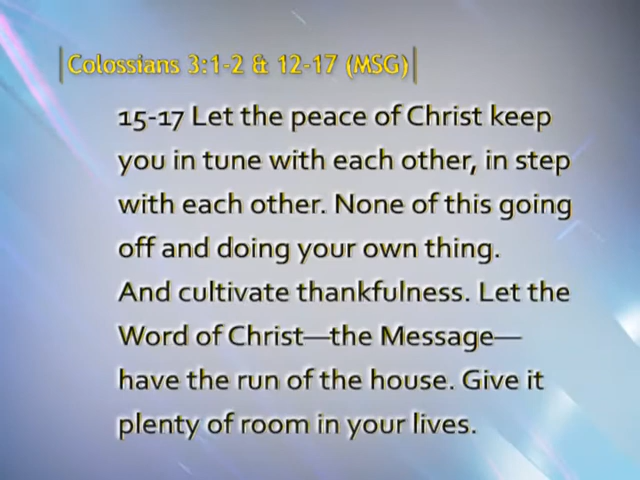 Colossians 3:1-2 & 12-17 (MSG)
15-17 Let the peace of Christ keep
you in tune with each other, in step
with each other. None of this going
off and doing your own thing.
And cultivate thankfulness. Let the
Word of Christ—the Message—
have the run of the house. Give it
plenty of room in your lives.